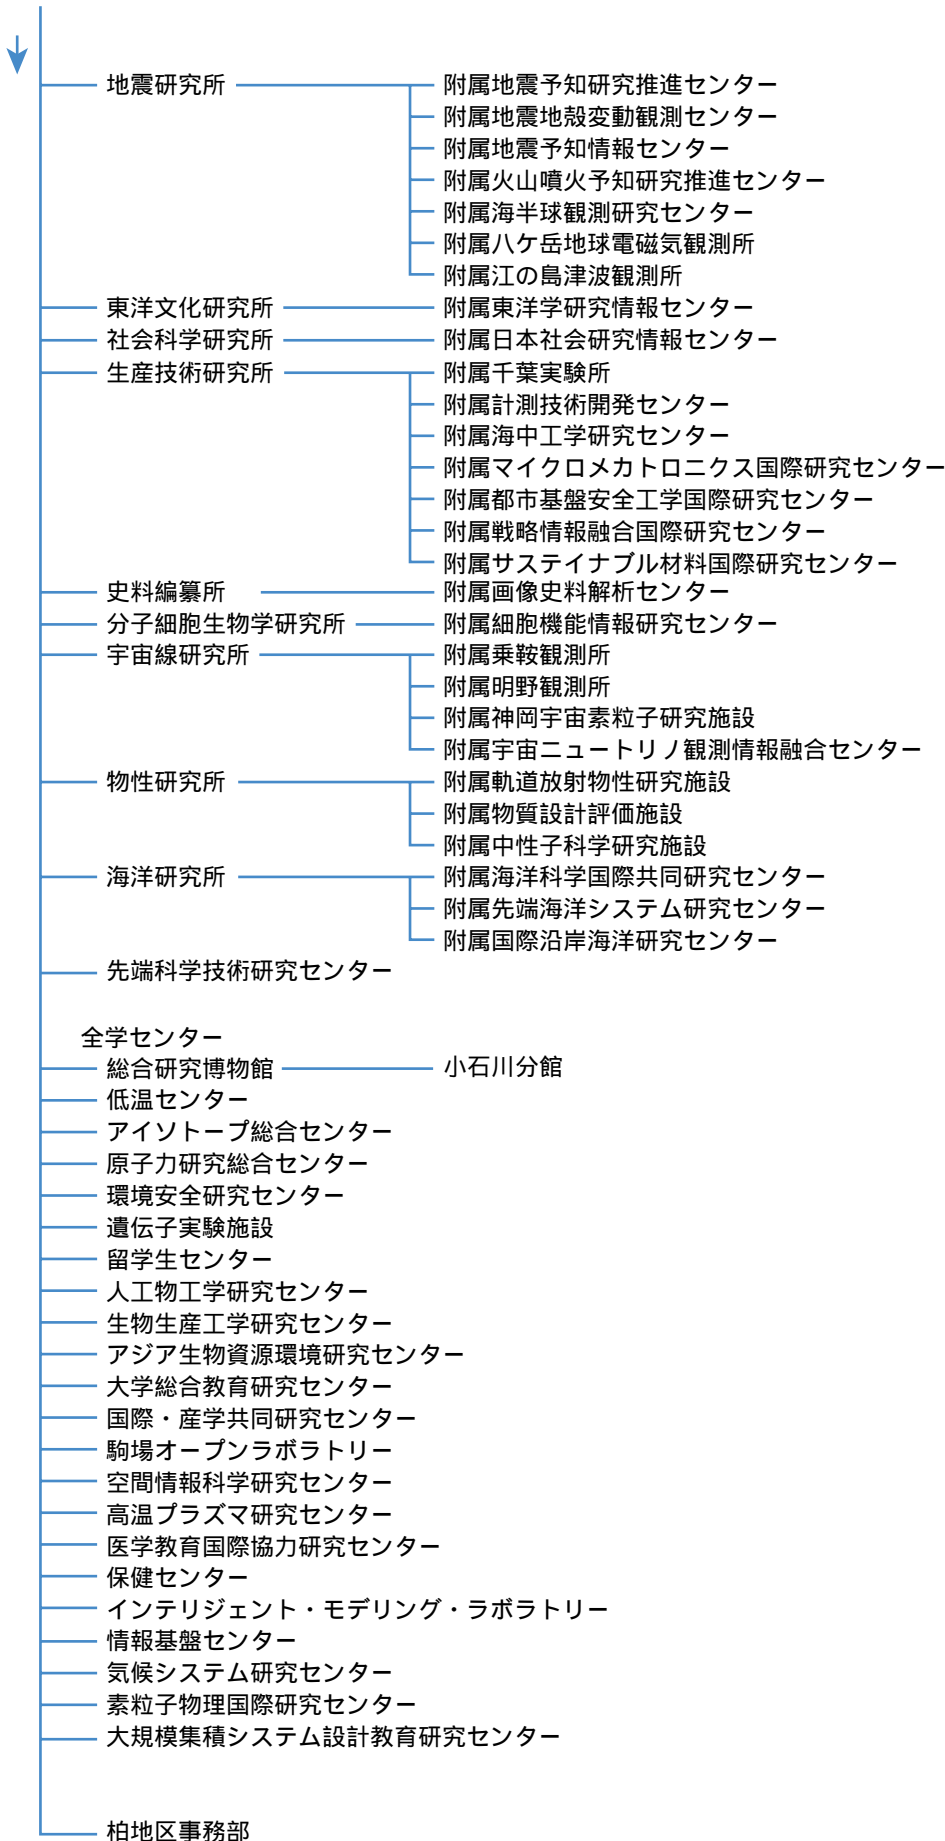 地震研究所 附属地震予知研究推進センター
附属地震地殻変動観測センター
附属地震予知情報センター
附属火山噴火予知研究推進センター
附属海半球観測研究センター
附属八ケ岳地球電磁気観測所
附属江の島津波観測所
東洋文化研究所 附属東洋学研究情報センター
社会科学研究所 附属日本社会研究情報センター
生産技術研究所 附属千葉実験所
附属計測技術開発センター
附属海中工学研究センター
附属マイクロメカトロニクス国際研究センター
附属都市基盤安全工学国際研究センター
附属戦略情報融合国際研究センター
附属サステイナブル材料国際研究センター
史料編纂所 附属画像史料解析センター
分子細胞生物学研究所 附属細胞機能情報研究センター
宇宙線研究所 附属乗鞍観測所
附属明野観測所
附属神岡宇宙素粒子研究施設
附属宇宙ニュートリノ観測情報融合センター
物性研究所 附属軌道放射物性研究施設
附属物質設計評価施設
附属中性子科学研究施設
海洋研究所 附属海洋科学国際共同研究センター
附属先端海洋システム研究センター
附属国際沿岸海洋研究センター
先端科学技術研究センター
全学センター
総合研究博物館 小石川分館
低温センター
アイソトープ総合センター
原子力研究総合センター
環境安全研究センター
遺伝子実験施設
留学生センター
人工物工学研究センター
生物生産工学研究センター
アジア生物資源環境研究センター
大学総合教育研究センター
国際・産学共同研究センター
駒場オープンラボラトリー
空間情報科学研究センター
高温プラズマ研究センター
医学教育国際協力研究センター
保健センター
インテリジェント・モデリング・ラボラトリー
情報基盤センター
気候システム研究センター
素粒子物理国際研究センター
大規模集積システム設計教育研究センター
柏地区事務部